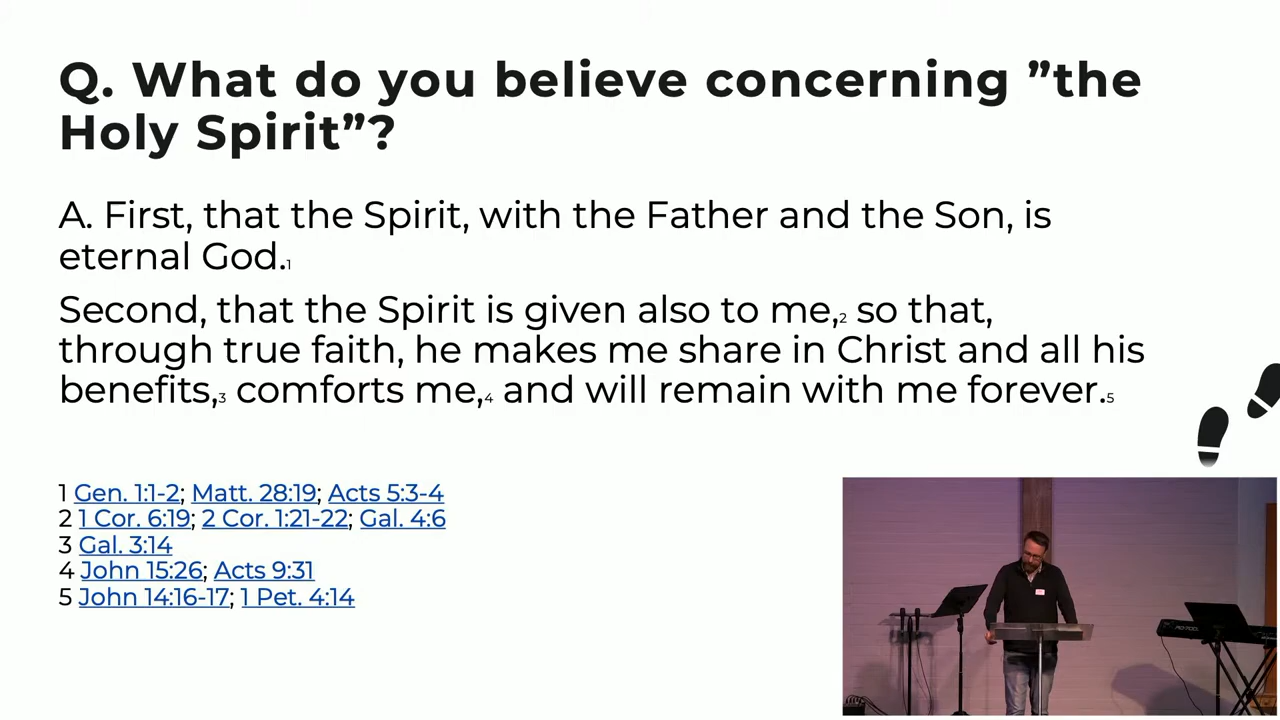 Q. What do you believe concerning ”the
Holy Spirit”?
A. First, that the Spirit, with the Father and the Son, is
eternal God.1
Second, that the Spirit is given also to me,2 so that,
through true faith, he makes me share in Christ and all his
benefits,3 comforts me,4 and will remain with me forever.5
1 Gen. 1:1-2; Matt. 28:19; Acts 5:3-4
2 1 Cor. 6:19; 2 Cor. 1:21-22; Gal. 4:6
3 Gal. 3:14
4 John 15:26; Acts 9:31
5 John 14:16-17; 1 Pet. 4:14